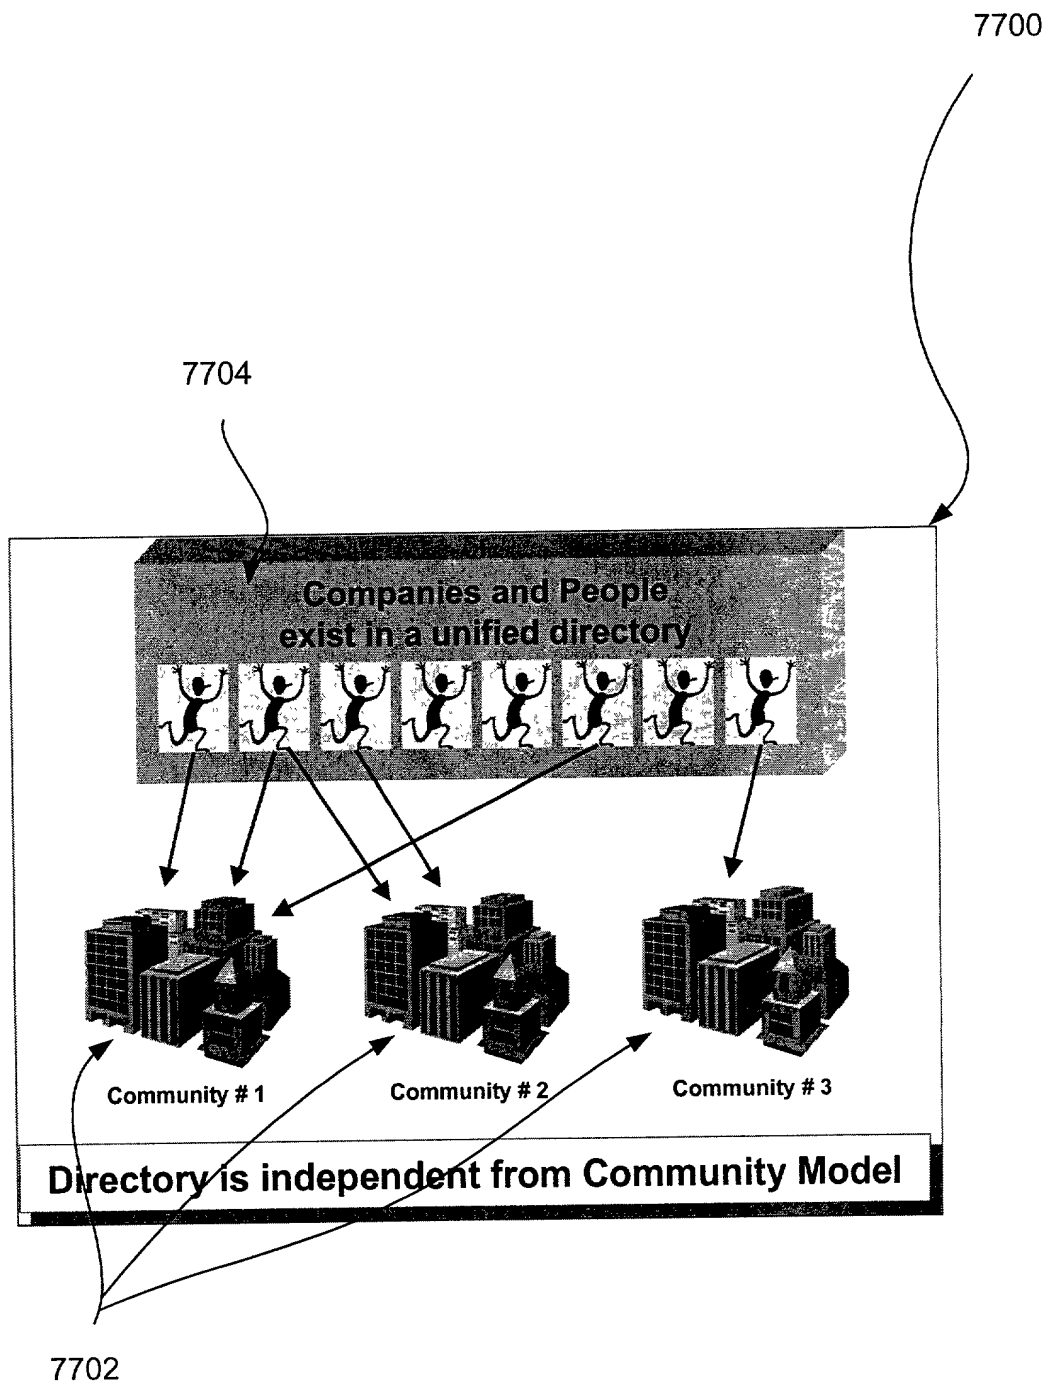 7700
7704
Companies and People
exist in a unified directory
Community # 1
Community # 2
Community # 3
Directory is independent from Community Model
7702